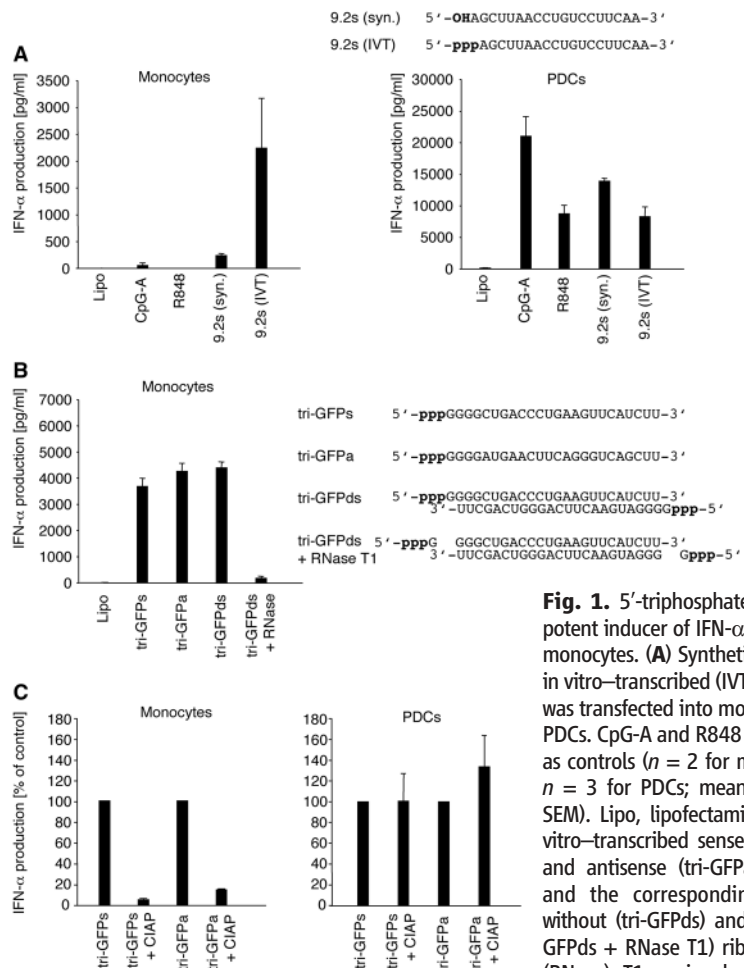 9.2s (syn.) 5'-OHAGCUUAACCUGUCCUUCAA-3'
9.2s (IVT) 5'-pppAGCUUAACCUGUCCUUCAA-3'
A
Monocytes
IFN-α production [pg/ml]
3500
3000
2500
2000
1500
1000
500
0
Lipo
CpG-A
R848
9.2s (syn.)
9.2s (IVT)
PDCs
IFN-α production [pg/ml]
30000
25000
20000
15000
10000
5000
0
Lipo
CpG-A
R848
9.2s (syn.)
9.2s (IVT)
B
Monocytes
IFN-α production [pg/ml]
7000
6000
5000
4000
3000
2000
1000
0
Lipo
tri-GFPs
tri-GFPa
tri-GFPds
tri-GFPds
+ RNase
tri-GFPs 5'-pppGGGGCUGACCCUGAAGUUCAUCUU-3'
tri-GFPa 5'-pppGGGGAUGAACUUCAGGGUCAGCUU-3'
tri-GFPds 5'-pppGGGGCUGACCCUGAAGUUCAUCUU-3'
3'-UUCGACUGGGACUUCAAGUAGGGGppp-5'
tri-GFPds 5'-pppG GGGCUGACCCUGAAGUUCAUCUU-3'
+ RNase T1 3'-UUCGACUGGGACUUCAAGUAGGG Gppp-5'
C
Monocytes
IFN-α production [% of control]
180
160
140
120
100
80
60
40
20
0
tri-GFPs
tri-GFPs
+ CIAP
tri-GFPa
tri-GFPa
+ CIAP
PDCs
180
160
140
120
100
80
60
40
20
0
tri-GFPs
tri-GFPs
+ CIAP
tri-GFPa
tri-GFPa
+ CIAP
Fig. 1. 5'-triphosphate
potent inducer of IFN-α
monocytes. (A) Syntheti
in vitro–transcribed (IVT
was transfected into mo
PDCs. CpG-A and R848
as controls (n = 2 for m
n = 3 for PDCs; mean
SEM). Lipo, lipofectami
vitro–transcribed sense
and antisense (tri-GFPa
and the correspondin
without (tri-GFPds) and
GFPds + RNase T1) rib